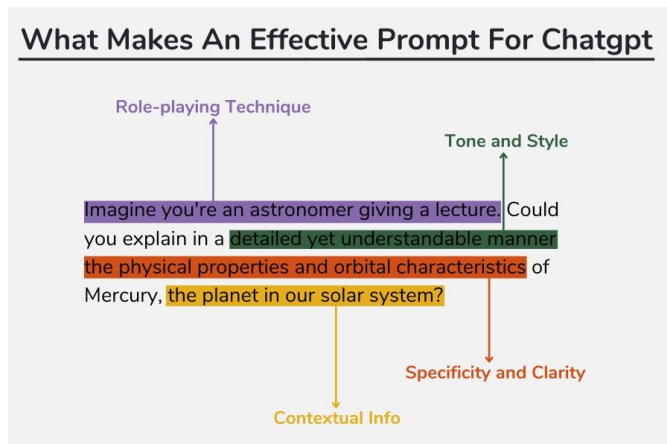 What Makes An Effective Prompt For Chatgpt
Role-playing Technique
Tone and Style
Imagine you're an astronomer giving a lecture. Could
you explain in a detailed yet understandable manner
the physical properties and orbital characteristics of
Mercury, the planet in our solar system?
Specificity and Clarity
Contextual Info